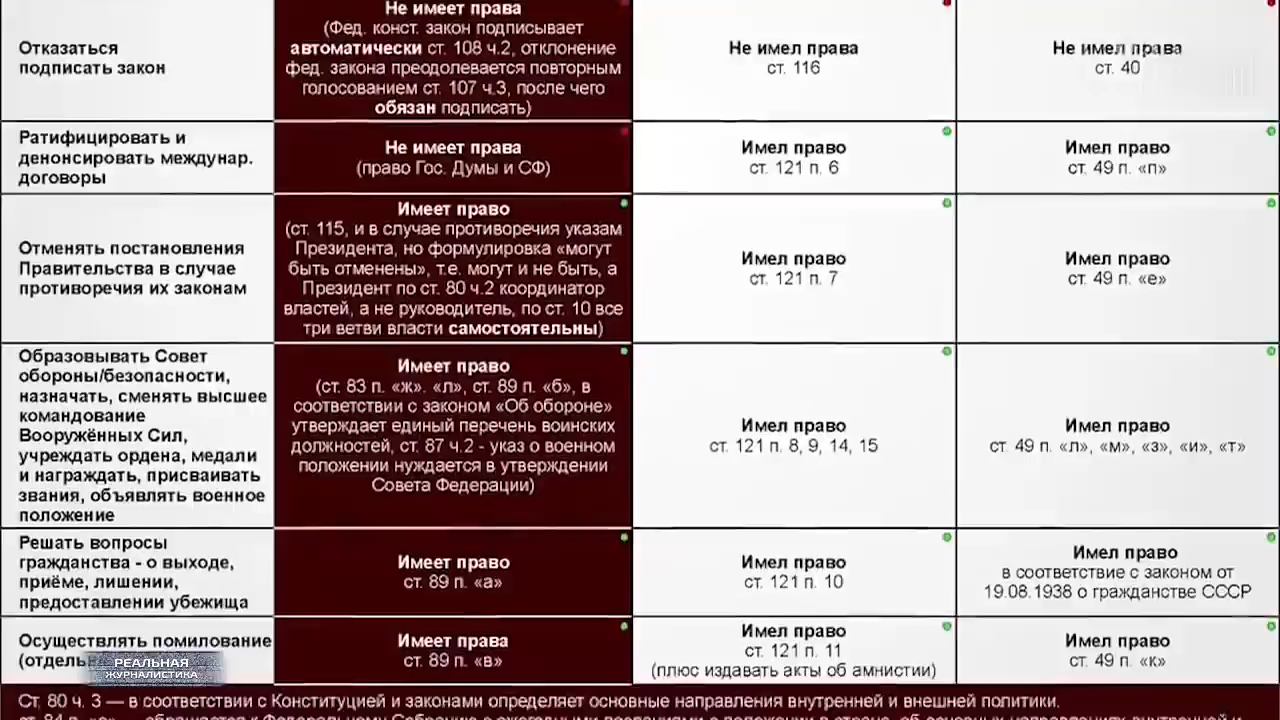 Отказаться
подписать закон
Не имеет права
(Фед. конст. закон подписывает
автоматически ст. 108 ч.2, отклонение
фед. закона преодолевается повторным
голосованием ст. 107 ч.3, после чего
обязан подписать)
Не имел права
ст. 116
Не имел права
ст. 40
Ратифицировать и
денонсировать междунар.
договоры
Не имеет права
(право Гос. Думы и СФ)
Имел право
ст. 121 п. 6
Имел право
ст. 49 п. «п»
Отменять постановления
Правительства в случае
противоречия их законам
Имеет право
(ст. 115, и в случае противоречия указам
Президента, но формулировка «могут
быть отменены», т.е. могут и не быть, а
Президент по ст. 80 ч.2 координатор
властей, а не руководитель, по ст. 10 все
три ветви власти самостоятельны)
Имел право
ст. 121 п. 7
Имел право
ст. 49 п. «е»
Образовывать Совет
обороны/безопасности,
назначать, сменять высшее
командование
Вооружённых Сил,
учреждать ордена, медали
и награждать, присваивать
звания, объявлять военное
положение
Имеет право
(ст. 83 п. «ж». «л», ст. 89 п. «б», в
соответствии с законом «Об обороне»
утверждает единый перечень воинских
должностей, ст. 87 ч.2 - указ о военном
положении нуждается в утверждении
Совета Федерации)
Имел право
ст. 121 п. 8, 9, 14, 15
Имел право
ст. 49 п. «л», «м», «з», «и», «т»
Решать вопросы
гражданства - о выходе,
приёме, лишении,
предоставлении убежища
Имеет право
ст. 89 п. «а»
Имел право
ст. 121 п. 10
Имел право
в соответствие с законом от
19.08.1938 о гражданстве СССР
Осуществлять помилование
(отдель
Имеет права
ст. 89 п. «в»
Имел право
ст. 121 п. 11
(плюс издавать акты об амнистии)
Имел право
ст. 49 п. «к»
РЕАЛЬНАЯ
ЖУРНАЛИСТИКА
Ст. 80 ч. 3 — в соответствии с Конституцией и законами определяет основные направления внутренней и внешней политики.